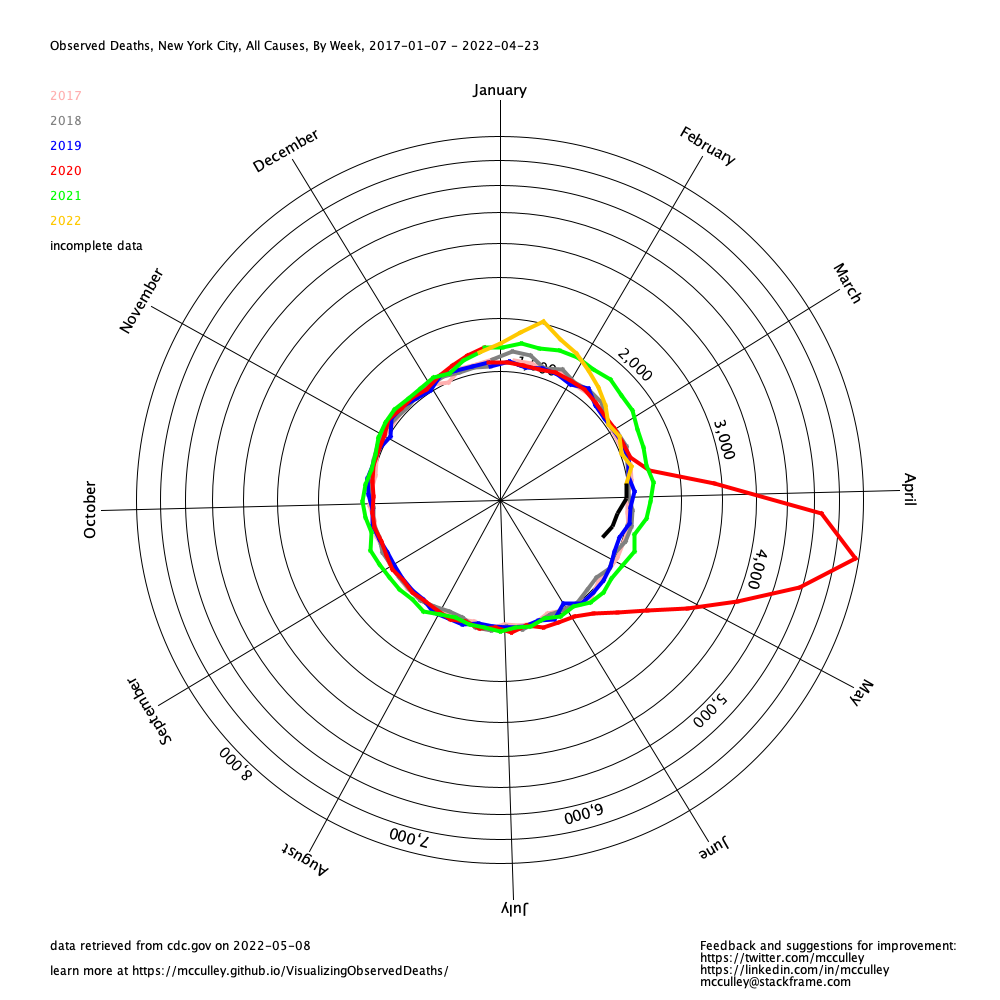 Observed Deaths, New York City, All Causes, By Week, 2017-01-07 - 2022-04-23
January
2017
2018
2019
2020
2021
2022
incomplete data
December
February
November
March
1,000
2,000
3,000
October
April
4,000
September
May
5,000
8,000
6,000
7,000
August
June
July
data retrieved from cdc.gov on 2022-05-08
learn more at https://mcculley.github.io/VisualizingObservedDeaths/
Feedback and suggestions for improvement:
https://twitter.com/mcculley
https://linkedin.com/in/mcculley
mcculley@stackframe.com